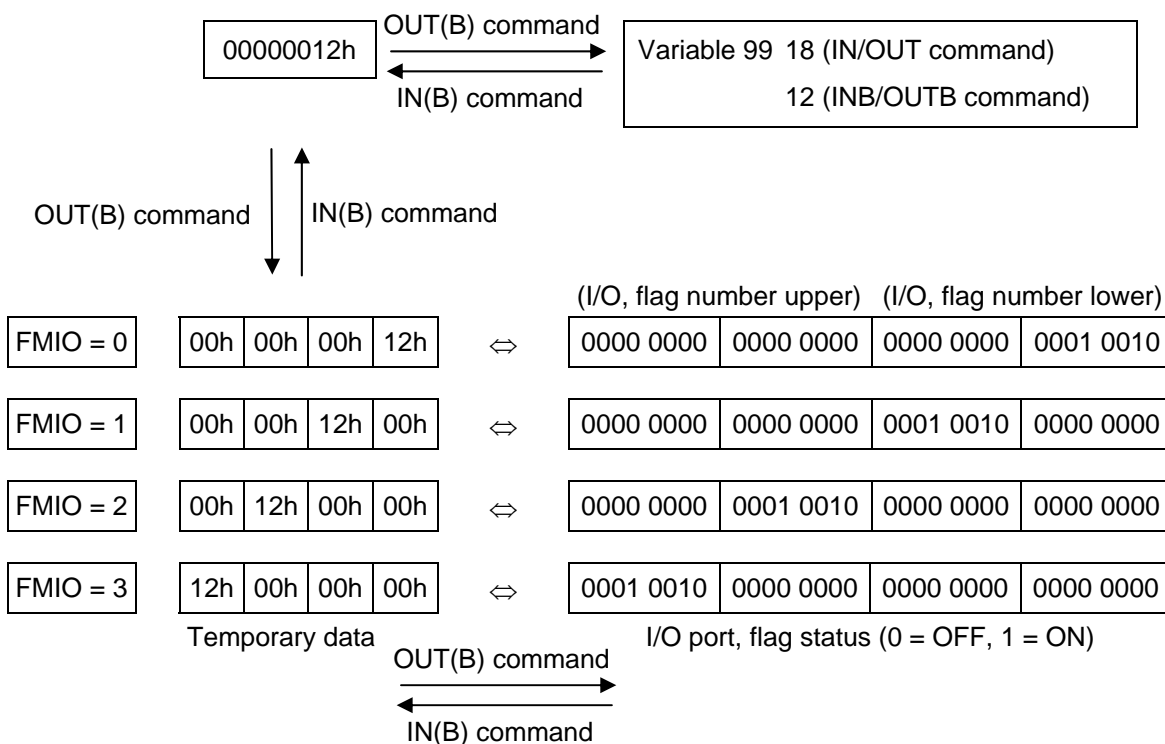 OUT(B) command
00000012h
Variable 99 18 (IN/OUT command)
IN(B) command
12 (INB/OUTB command)
OUT(B) command
IN(B) command
(I/O, flag number upper) (I/O, flag number lower)
FMIO = 0 00h 00h 00h 12h ⇔ 0000 0000 0000 0000 0000 0000 0001 0010
FMIO = 1 00h 00h 12h 00h ⇔ 0000 0000 0000 0000 0001 0010 0000 0000
FMIO = 2 00h 12h 00h 00h ⇔ 0000 0000 0001 0010 0000 0000 0000 0000
FMIO = 3 12h 00h 00h 00h ⇔ 0001 0010 0000 0000 0000 0000 0000 0000
Temporary data I/O port, flag status (0 = OFF, 1 = ON)
OUT(B) command
IN(B) command